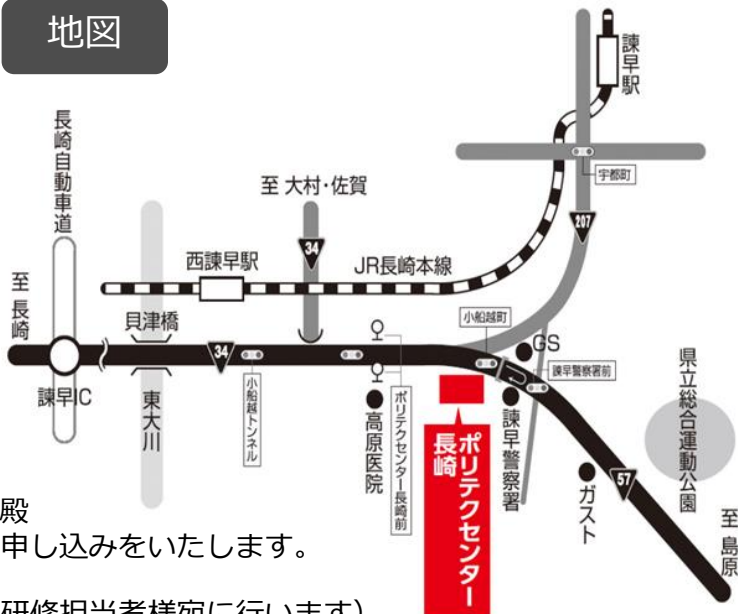 地図
諫早駅
長崎自動車道
宇都町
至 大村・佐賀
207
34
西諫早駅
JR長崎本線
至 長崎
貝津橋
小船越町
GS
34
諫早警察署前
諫早IC
東大川
小船越トンネル
高原医院
ポリテクセンター長崎前
ポリテクセンター
長崎
諫早警察署
ガスト
57
県立総合運動公園
至 島原
殿
申し込みをいたします。
研修担当者様宛に行います)